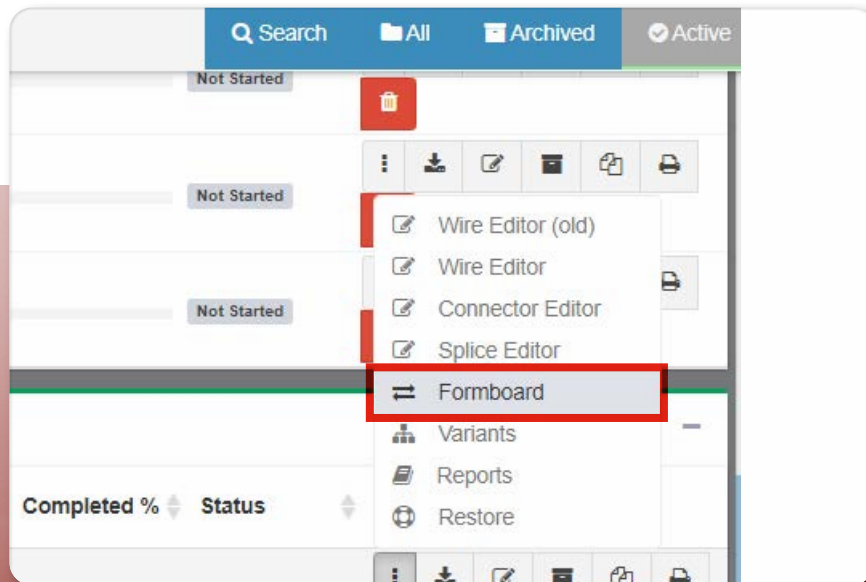 Search All Archived Active
Not Started
Not Started
Wire Editor (old)
Wire Editor
Connector Editor
Not Started
Splice Editor
Formboard
Variants
Reports
Completed % Status
Restore